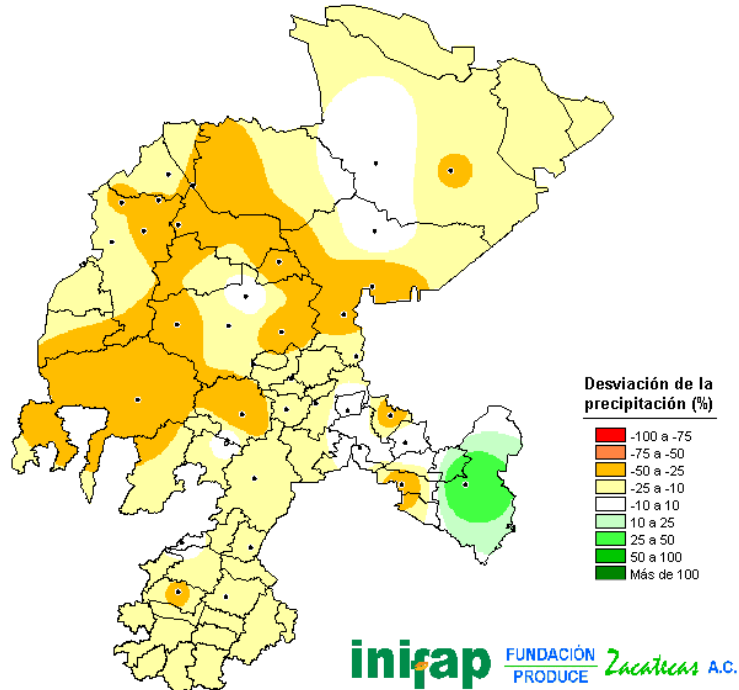 Desviación de la
precipitación (%)
-100 a -75
-75 a -50
-50 a -25
-25 a -10
-10 a 10
10 a 25
25 a 50
50 a 100
Más de 100
inifap
FUNDACIÓN
PRODUCE
Zacatecas A.C.